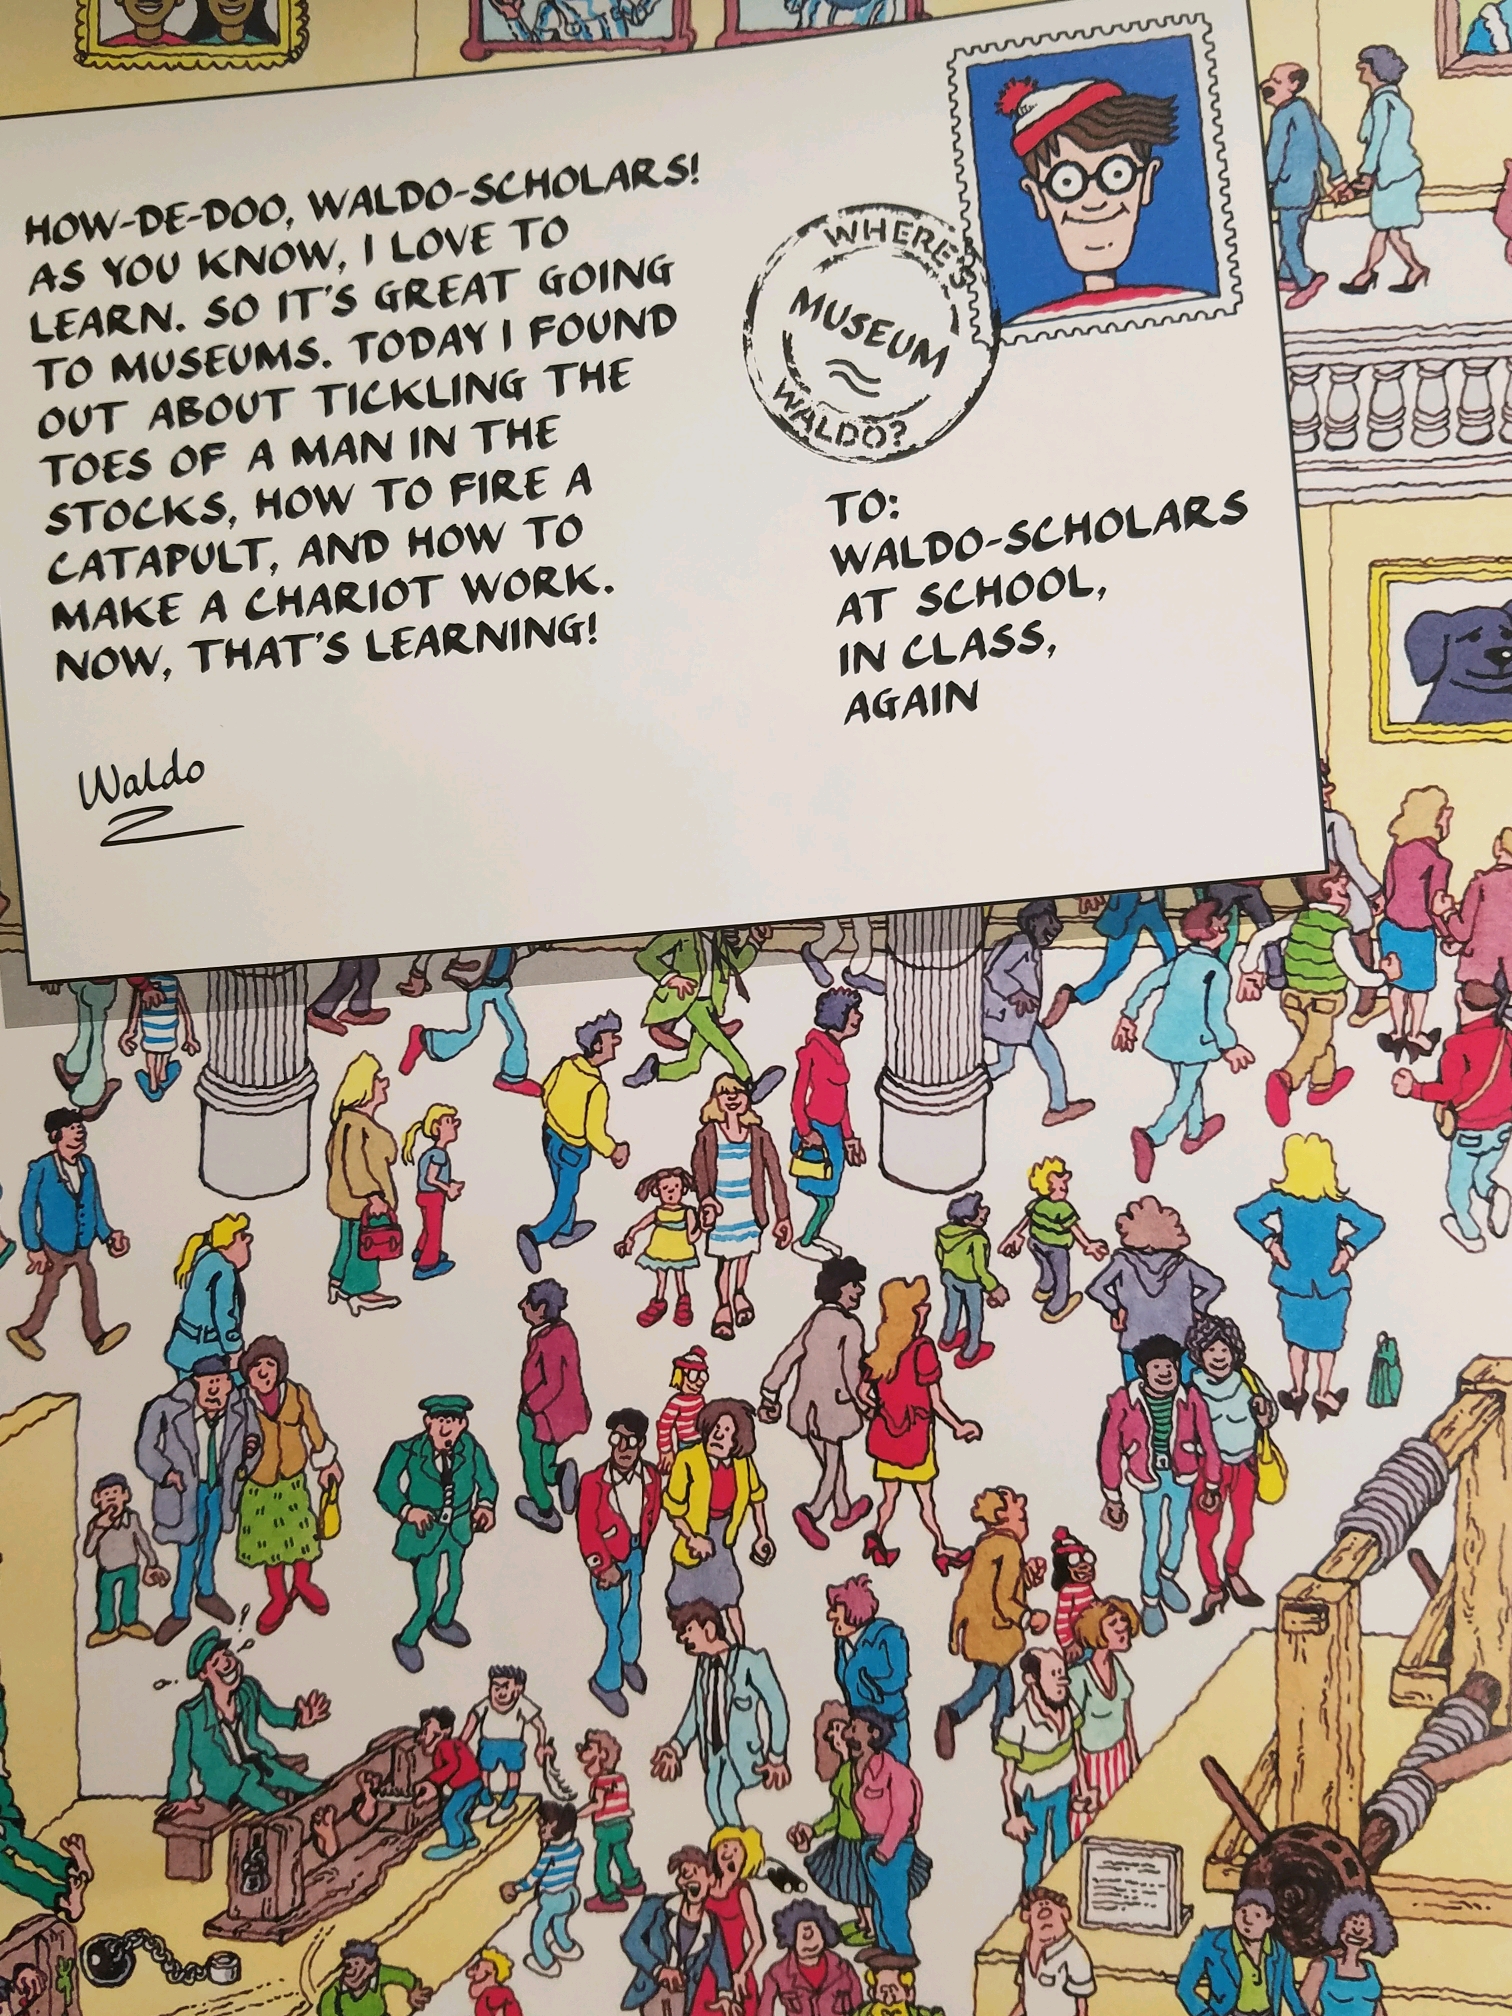 HOW-DE-DOO, WALDO-SCHOLARS!
AS YOU KNOW, I LOVE TO
LEARN. SO IT'S GREAT GOING
TO MUSEUMS. TODAY I FOUND
OUT ABOUT TICKLING THE
TOES OF A MAN IN THE
STOCKS, HOW TO FIRE A
CATAPULT, AND HOW TO
MAKE A CHARIOT WORK.
NOW, THAT'S LEARNING!
Waldo
WHERE'S
MUSEUM
WALDO?
TO:
WALDO-SCHOLARS
AT SCHOOL,
IN CLASS,
AGAIN